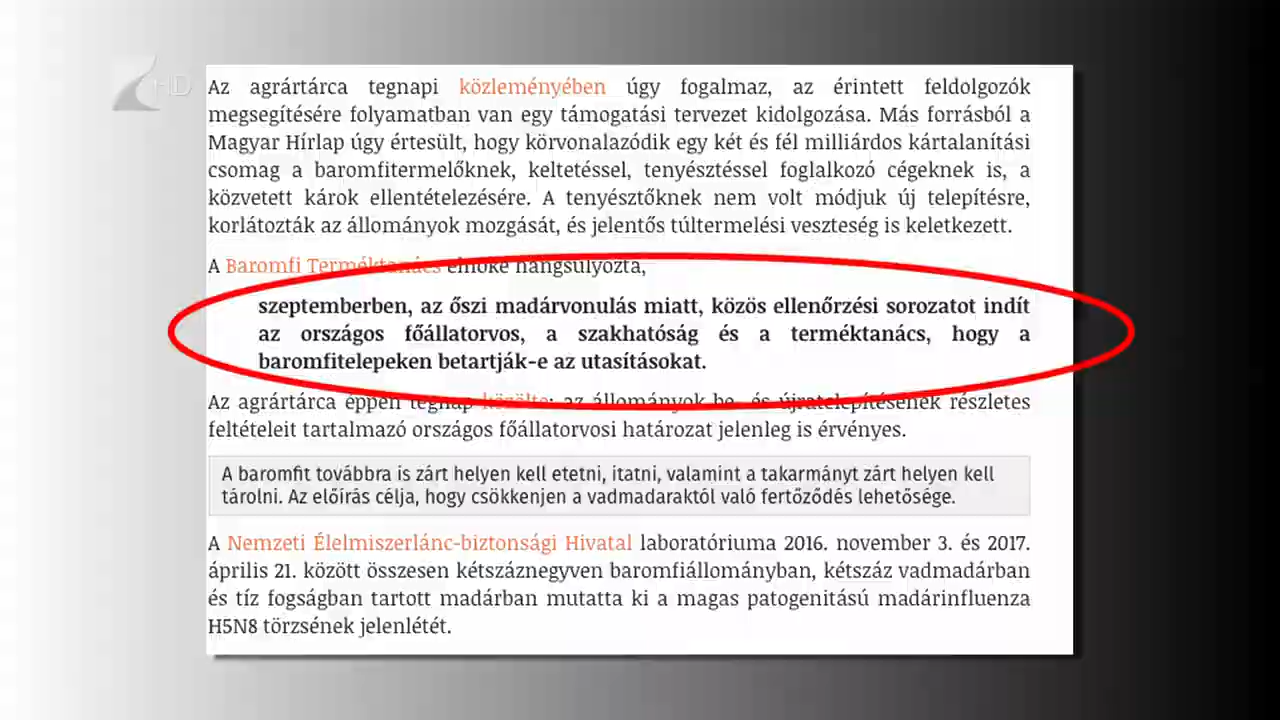 HD
Az agrártárca tegnapi közleményében úgy fogalmaz, az érintett feldolgozók
megsegítésére folyamatban van egy támogatási tervezet kidolgozása. Más forrásból a
Magyar Hírlap úgy értesült, hogy körvonalazódik egy két és fél milliárdos kártalanítási
csomag a baromfitermelőknek, keltetéssel, tenyésztéssel foglalkozó cégeknek is, a
közvetett károk ellentételezésére. A tenyésztőknek nem volt módjuk új telepítésre,
korlátozták az állományok mozgását, és jelentős túltermelési veszteség is keletkezett.
A Baromfi Terméktanács elnöke hangsúlyozta,
szeptemberben, az őszi madárvonulás miatt, közös ellenőrzési sorozatot indít
az országos főállatorvos, a szakhatóság és a terméktanács, hogy a
baromfitelepeken betartják-e az utasításokat.
Az agrártárca éppen tegnap közölte: az állományok be- és újratelepítésének részletes
feltételeit tartalmazó országos főállatorvosi határozat jelenleg is érvényes.
A baromfit továbbra is zárt helyen kell etetni, itatni, valamint a takarmányt zárt helyen kell
tárolni. Az előírás célja, hogy csökkenjen a vadmadaraktól való fertőződés lehetősége.
A Nemzeti Élelmiszerlánc-biztonsági Hivatal laboratóriuma 2016. november 3. és 2017.
április 21. között összesen kétszáznegyven baromfiállományban, kétszáz vadmadárban
és tíz fogságban tartott madárban mutatta ki a magas patogenitású madárinfluenza
H5N8 törzsének jelenlétét.